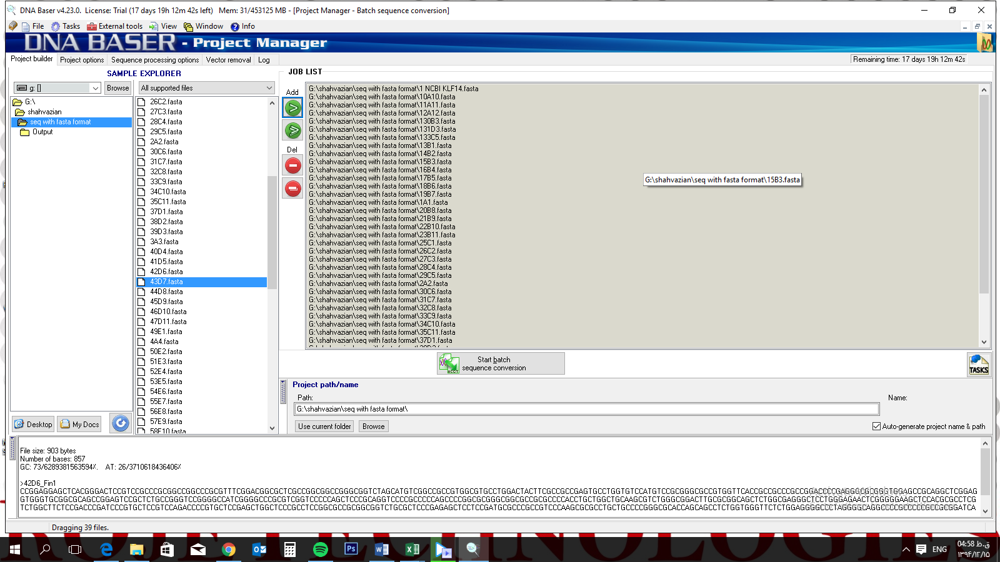 DNA Baser v4.23.0.  License: Trial (17 days 19h 12m 42s left)   Mem: 31/453125 MB - [Project Manager - Batch sequence conversion]
File Tasks External tools View Window Info
DNA BASER - Project Manager
Project builder Project options Sequence processing options Vector removal Log
Remaining time: 17 days 19h 12m 42s
SAMPLE EXPLORER
g: [] Browse All supported files
G:\
shahvazian
seq with fasta format
Output
26C2.fasta
27C3.fasta
28C4.fasta
29C5.fasta
2A2.fasta
30C6.fasta
31C7.fasta
32C8.fasta
33C9.fasta
34C10.fasta
35C11.fasta
37D1.fasta
38D2.fasta
39D3.fasta
3A3.fasta
40D4.fasta
41D5.fasta
42D6.fasta
43D7.fasta
44D8.fasta
45D9.fasta
46D10.fasta
47D11.fasta
49E1.fasta
4A4.fasta
50E2.fasta
51E3.fasta
52E4.fasta
53E5.fasta
54E6.fasta
55E7.fasta
56E8.fasta
57E9.fasta
58E10.fasta
Desktop My Docs
JOB LIST
Add
Del
G:\shahvazian\seq with fasta format\1 NCBI KLF14.fasta
G:\shahvazian\seq with fasta format\10A10.fasta
G:\shahvazian\seq with fasta format\11A11.fasta
G:\shahvazian\seq with fasta format\12A12.fasta
G:\shahvazian\seq with fasta format\130B3.fasta
G:\shahvazian\seq with fasta format\131D3.fasta
G:\shahvazian\seq with fasta format\133C5.fasta
G:\shahvazian\seq with fasta format\13B1.fasta
G:\shahvazian\seq with fasta format\14B2.fasta
G:\shahvazian\seq with fasta format\15B3.fasta
G:\shahvazian\seq with fasta format\16B4.fasta
G:\shahvazian\seq with fasta format\17B5.fasta
G:\shahvazian\seq with fasta format\18B6.fasta
G:\shahvazian\seq with fasta format\19B7.fasta
G:\shahvazian\seq with fasta format\1A1.fasta
G:\shahvazian\seq with fasta format\20B8.fasta
G:\shahvazian\seq with fasta format\21B9.fasta
G:\shahvazian\seq with fasta format\22B10.fasta
G:\shahvazian\seq with fasta format\23B11.fasta
G:\shahvazian\seq with fasta format\25C1.fasta
G:\shahvazian\seq with fasta format\26C2.fasta
G:\shahvazian\seq with fasta format\27C3.fasta
G:\shahvazian\seq with fasta format\28C4.fasta
G:\shahvazian\seq with fasta format\29C5.fasta
G:\shahvazian\seq with fasta format\2A2.fasta
G:\shahvazian\seq with fasta format\30C6.fasta
G:\shahvazian\seq with fasta format\31C7.fasta
G:\shahvazian\seq with fasta format\32C8.fasta
G:\shahvazian\seq with fasta format\33C9.fasta
G:\shahvazian\seq with fasta format\34C10.fasta
G:\shahvazian\seq with fasta format\35C11.fasta
G:\shahvazian\seq with fasta format\37D1.fasta
G:\shahvazian\seq with fasta format\15B3.fasta
Start batch
sequence conversion
TASKS
Project path/name
Path:
Name:
G:\shahvazian\seq with fasta format\
Use current folder Browse
Auto-generate project name & path
File size: 903 bytes
Number of bases: 857
GC: 73/6289381563594%.    AT: 26/3710618436406%
>42D6_Fin1
Dragging 39 files.
ENG
04:58 ق.ظ
۱۳۹۴/۱۲/۱۵